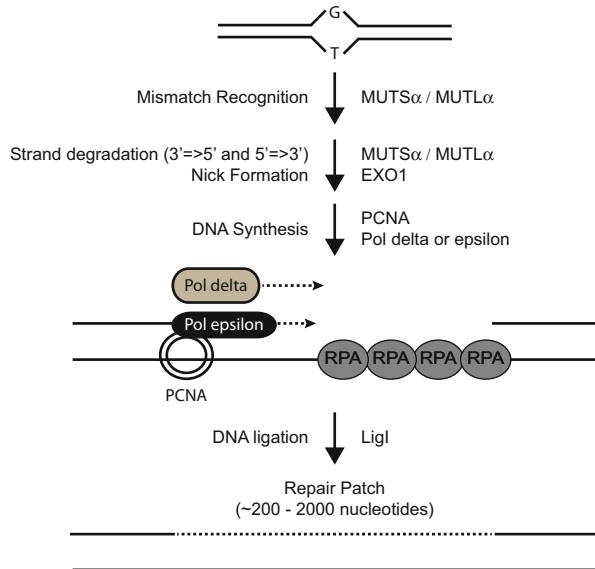 G
T
Mismatch Recognition MUTSα / MUTLα
Strand degradation (3'=>5' and 5'=>3') MUTSα / MUTLα
Nick Formation EXO1
DNA Synthesis PCNA
Pol delta or epsilon
Pol delta
Pol epsilon
RPA RPA RPA RPA
PCNA
DNA ligation LigI
Repair Patch
(~200 - 2000 nucleotides)